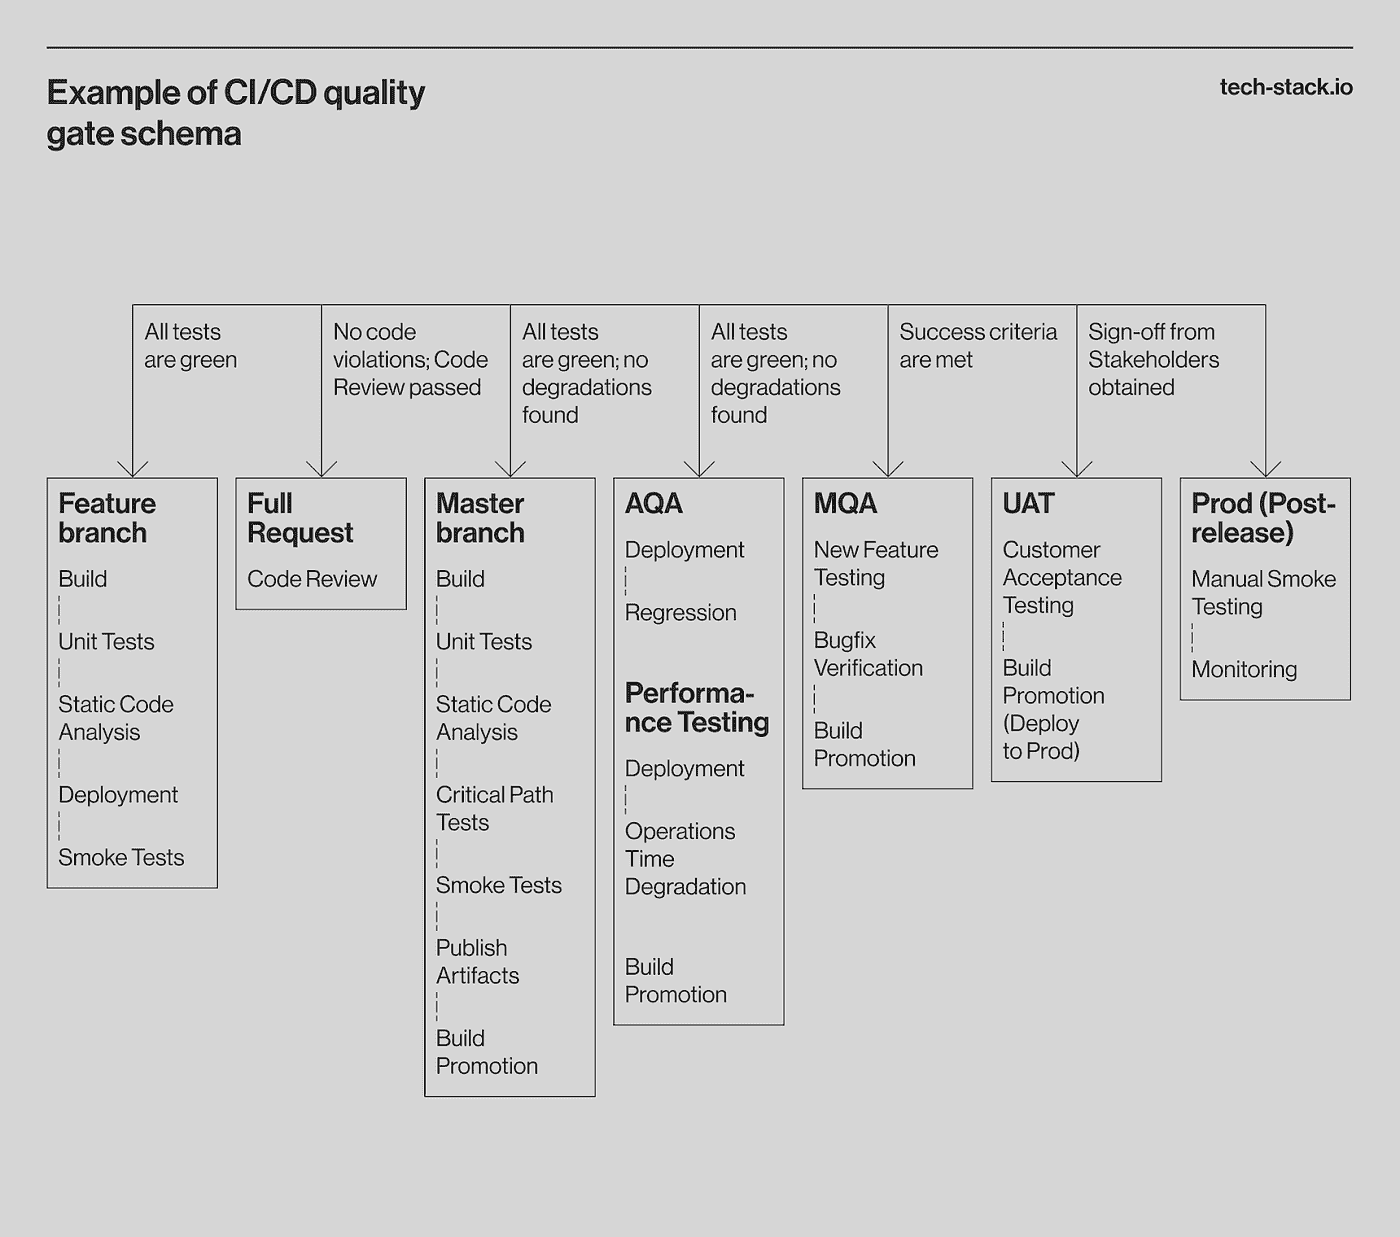 Example of CI/CD quality
gate schema
tech-stack.io
All tests
are green
No code
violations; Code
Review passed
All tests
are green; no
degradations
found
All tests
are green; no
degradations
found
Success criteria
are met
Sign-off from
Stakeholders
obtained
Feature
branch
Build
Unit Tests
Static Code
Analysis
Deployment
Smoke Tests
Full
Request
Code Review
Master
branch
Build
Unit Tests
Static Code
Analysis
Critical Path
Tests
Smoke Tests
Publish
Artifacts
Build
Promotion
AQA
Deployment
Regression
Performa-
nce Testing
Deployment
Operations
Time
Degradation
Build
Promotion
MQA
New Feature
Testing
Bugfix
Verification
Build
Promotion
UAT
Customer
Acceptance
Testing
Build
Promotion
(Deploy
to Prod)
Prod (Post-
release)
Manual Smoke
Testing
Monitoring